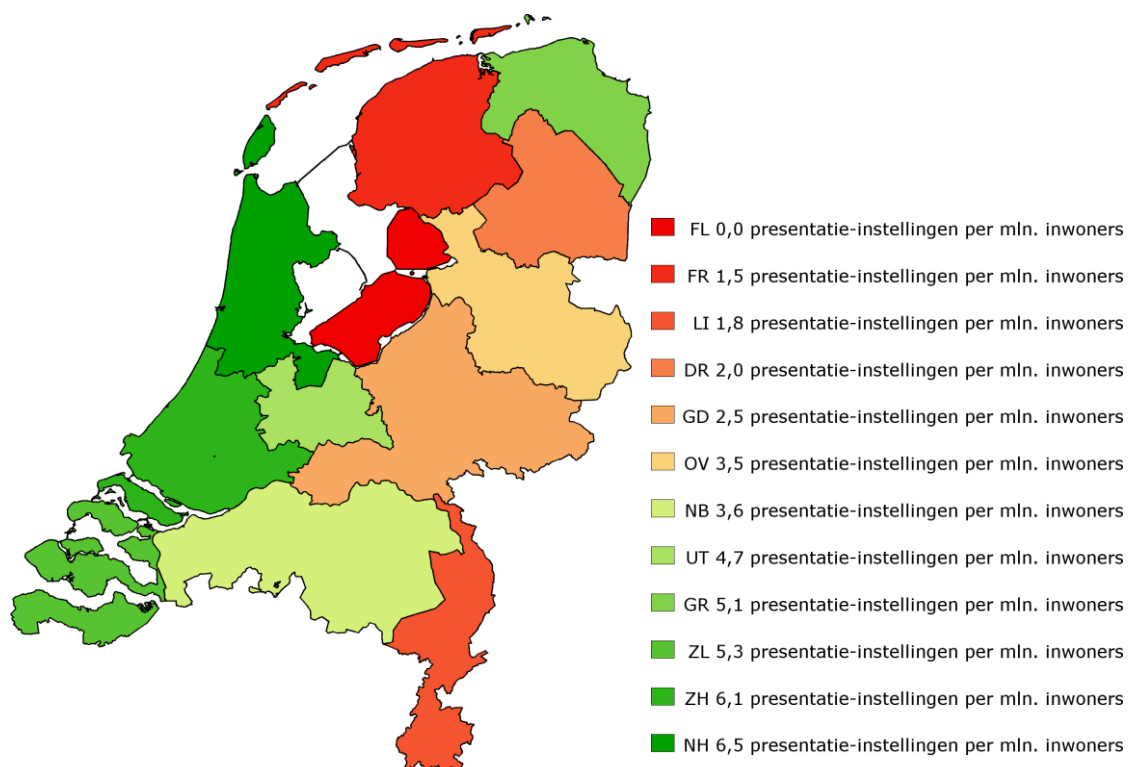 FL 0,0 presentatie-instellingen per mln. inwoners
FR 1,5 presentatie-instellingen per mln. inwoners
LI 1,8 presentatie-instellingen per mln. inwoners
DR 2,0 presentatie-instellingen per mln. inwoners
GD 2,5 presentatie-instellingen per mln. inwoners
OV 3,5 presentatie-instellingen per mln. inwoners
NB 3,6 presentatie-instellingen per mln. inwoners
UT 4,7 presentatie-instellingen per mln. inwoners
GR 5,1 presentatie-instellingen per mln. inwoners
ZL 5,3 presentatie-instellingen per mln. inwoners
ZH 6,1 presentatie-instellingen per mln. inwoners
NH 6,5 presentatie-instellingen per mln. inwoners